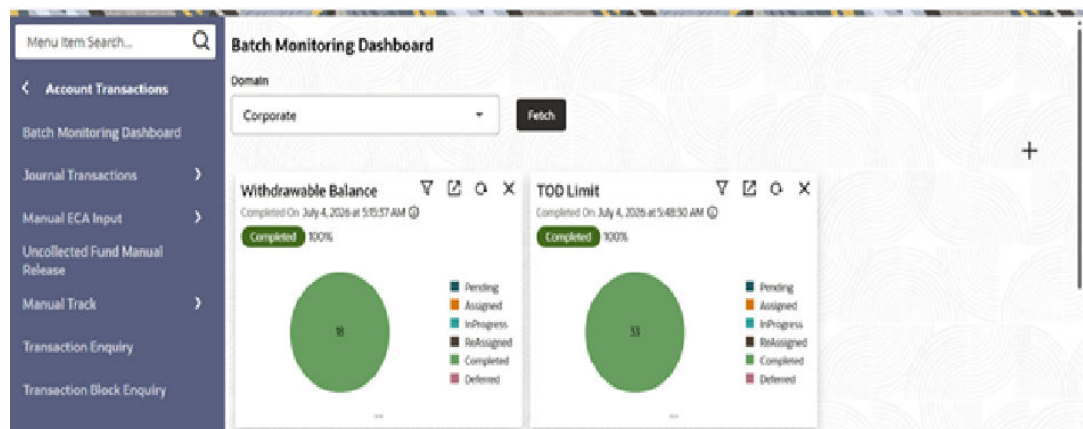 Menu Item Search...
Account Transactions
Batch Monitoring Dashboard
Journal Transactions
Manual ECA Input
Uncollected Fund Manual
Release
Manual Track
Transaction Enquiry
Transaction Block Enquiry
Batch Monitoring Dashboard
Domain
Corporate
Fetch
Withdrawable Balance
Completed On July 4, 2026 at 5:15:37 AM
Completed 100%
18
Pending
Assigned
InProgress
ReAssigned
Completed
Deferred
TOD Limit
Completed On July 4, 2026 at 5:48:30 AM
Completed 100%
33
Pending
Assigned
InProgress
ReAssigned
Completed
Deferred